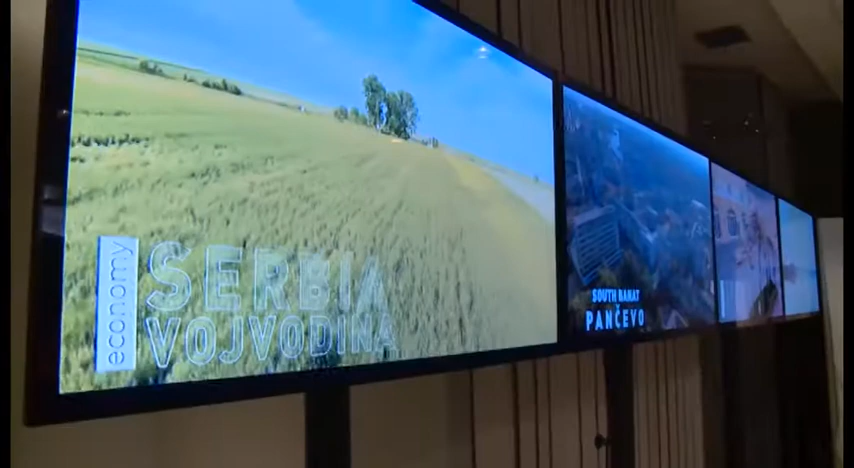 economy
SERBIA
VOJVODINA
SOUTH BANAT
PANČEVO